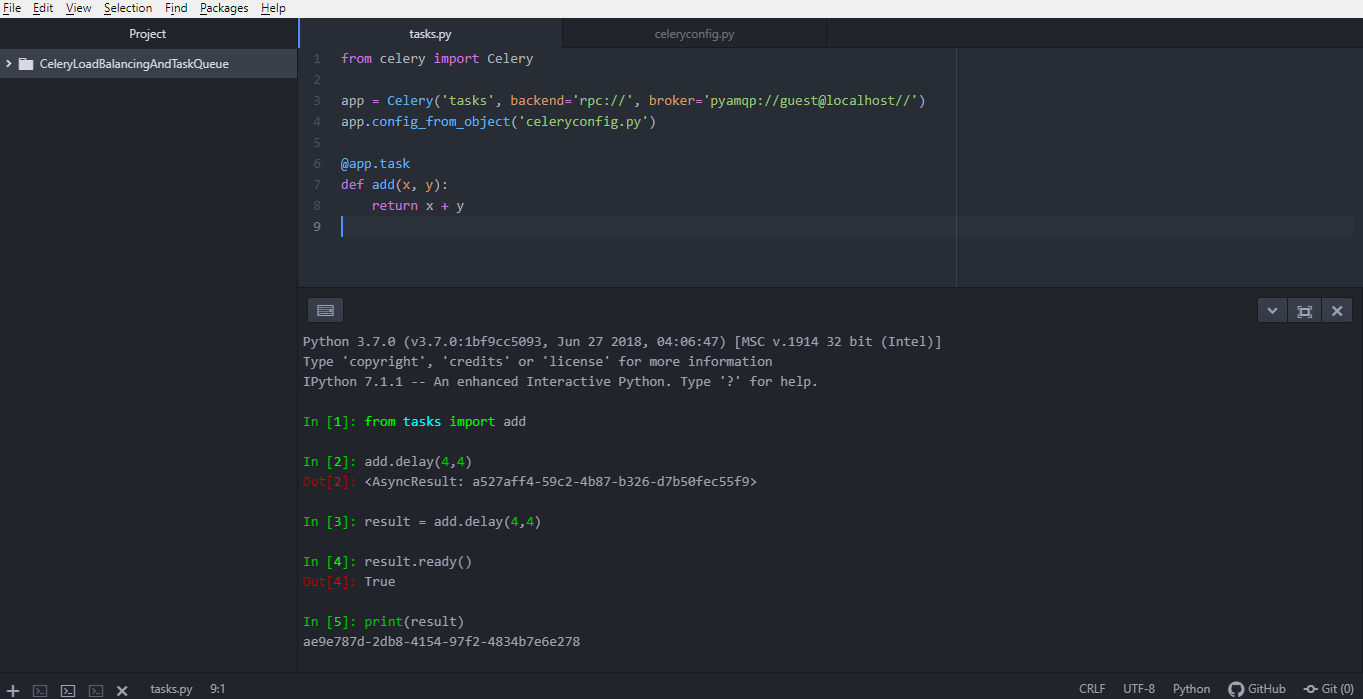 File Edit View Selection Find Packages Help
Project
tasks.py
celeryconfig.py
CeleryLoadBalancingAndTaskQueue
1 from celery import Celery
2
3 app = Celery('tasks', backend='rpc://', broker='pyamqp://guest@localhost//')
4 app.config_from_object('celeryconfig.py')
5
6 @app.task
7 def add(x, y):
8     return x + y
9
Python 3.7.0 (v3.7.0:1bf9cc5093, Jun 27 2018, 04:06:47) [MSC v.1914 32 bit (Intel)]
Type 'copyright', 'credits' or 'license' for more information
IPython 7.1.1 -- An enhanced Interactive Python. Type '?' for help.
In [1]: from tasks import add
In [2]: add.delay(4,4)
Out[2]: <AsyncResult: a527aff4-59c2-4b87-b326-d7b50fec55f9>
In [3]: result = add.delay(4,4)
In [4]: result.ready()
Out[4]: True
In [5]: print(result)
ae9e787d-2db8-4154-97f2-4834b7e6e278
tasks.py 9:1 CRLF UTF-8 Python GitHub Git (0)